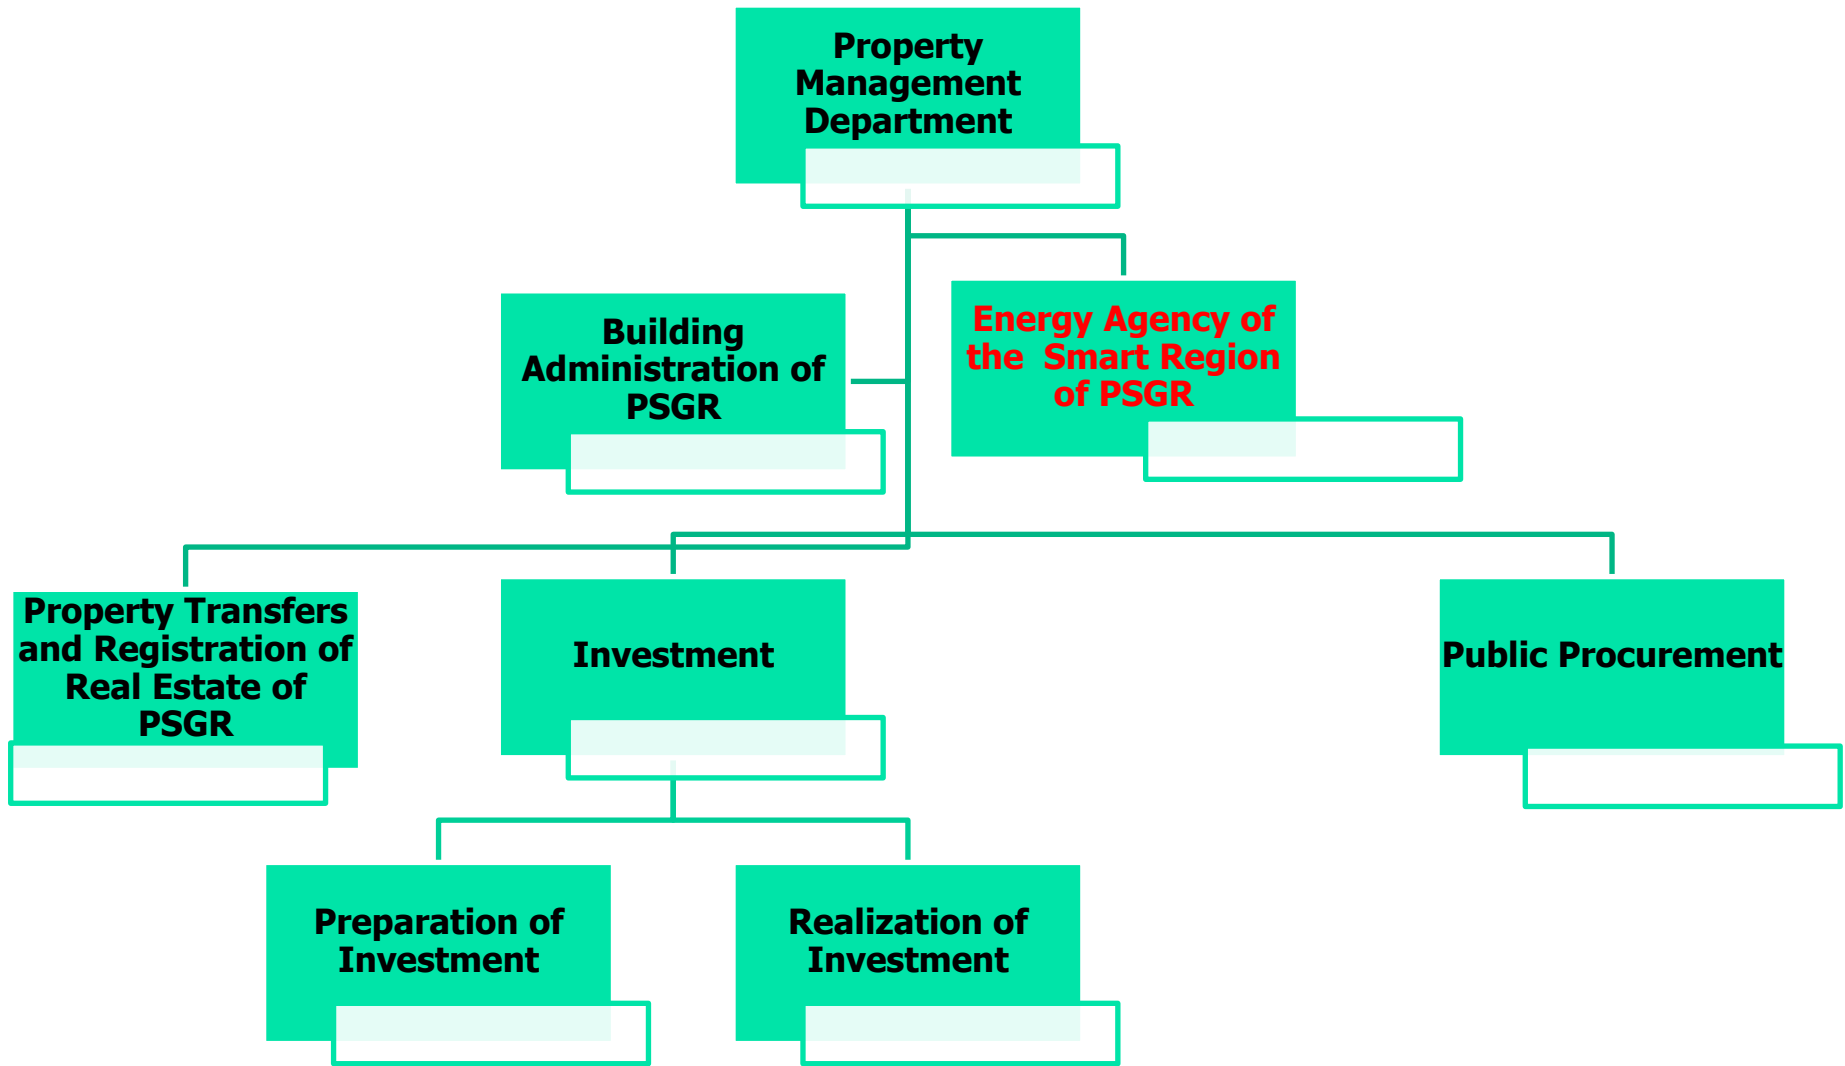 Property
Management
Department
Building
Administration of
PSGR
Energy Agency of
the  Smart Region
of PSGR
Property Transfers
and Registration of
Real Estate of
PSGR
Investment
Public Procurement
Preparation of
Investment
Realization of
Investment